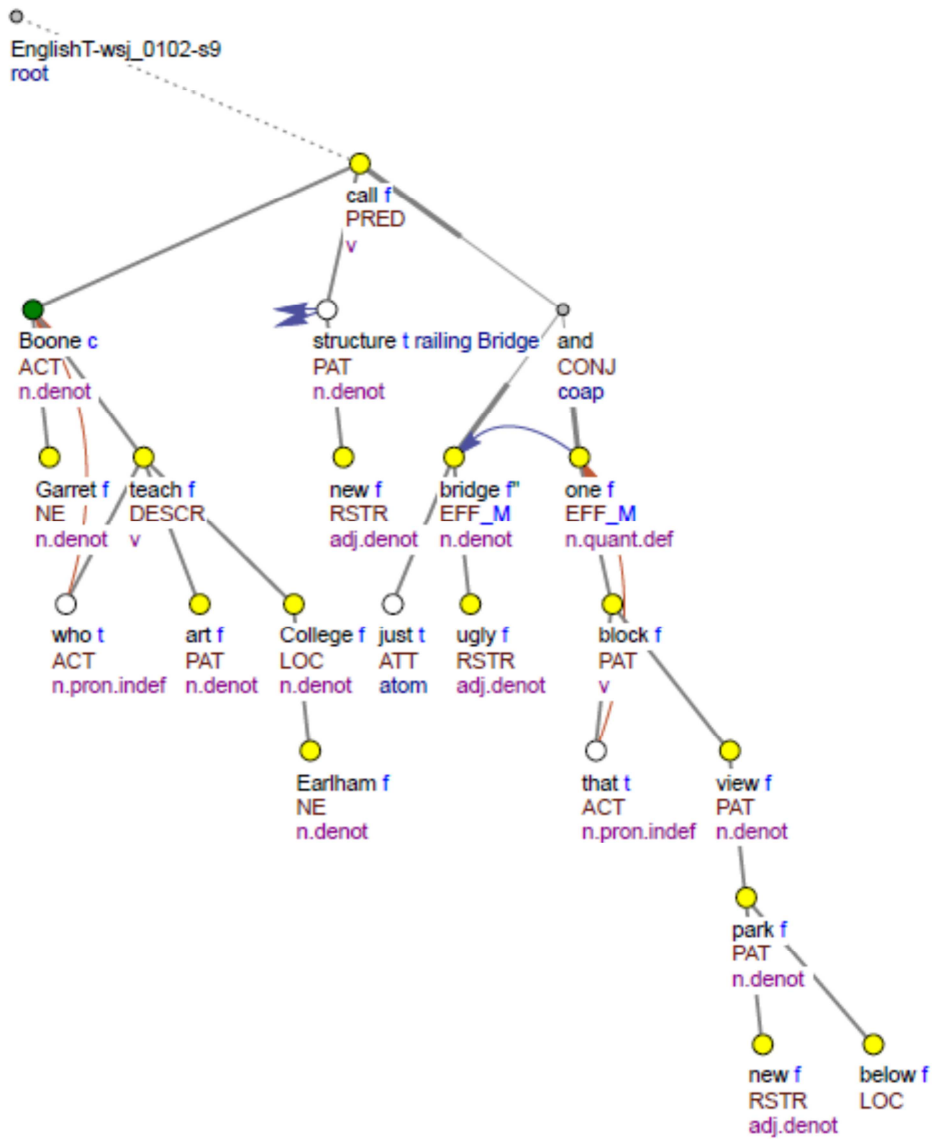 EnglishT-wsj_0102-s9
root
call f
PRED
v
Boone c
ACT
n.denot
structure t railing Bridge
PAT
n.denot
and
CONJ
coap
Garret f
NE
n.denot
teach f
DESCR
v
new f
RSTR
adj.denot
bridge f"
EFF_M
n.denot
one f
EFF_M
n.quant.def
who t
ACT
n.pron.indef
art f
PAT
n.denot
College f
LOC
n.denot
just t
ATT
atom
ugly f
RSTR
adj.denot
block f
PAT
v
Earlham f
NE
n.denot
that t
ACT
n.pron.indef
view f
PAT
n.denot
park f
PAT
n.denot
new f
RSTR
adj.denot
below f
LOC